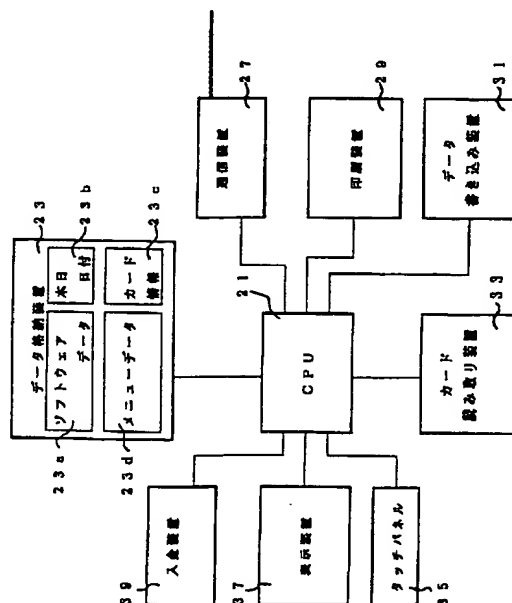 データ格納装置
23
ソフトウェア
データ
23a
本日
日付
23b
メニューデータ
23d
カード
情報
23c
入金装置
39
表示装置
37
タッチパネル
35
CPU
21
通信装置
27
印刷装置
29
データ
書き込み装置
31
カード
読み取り装置
33